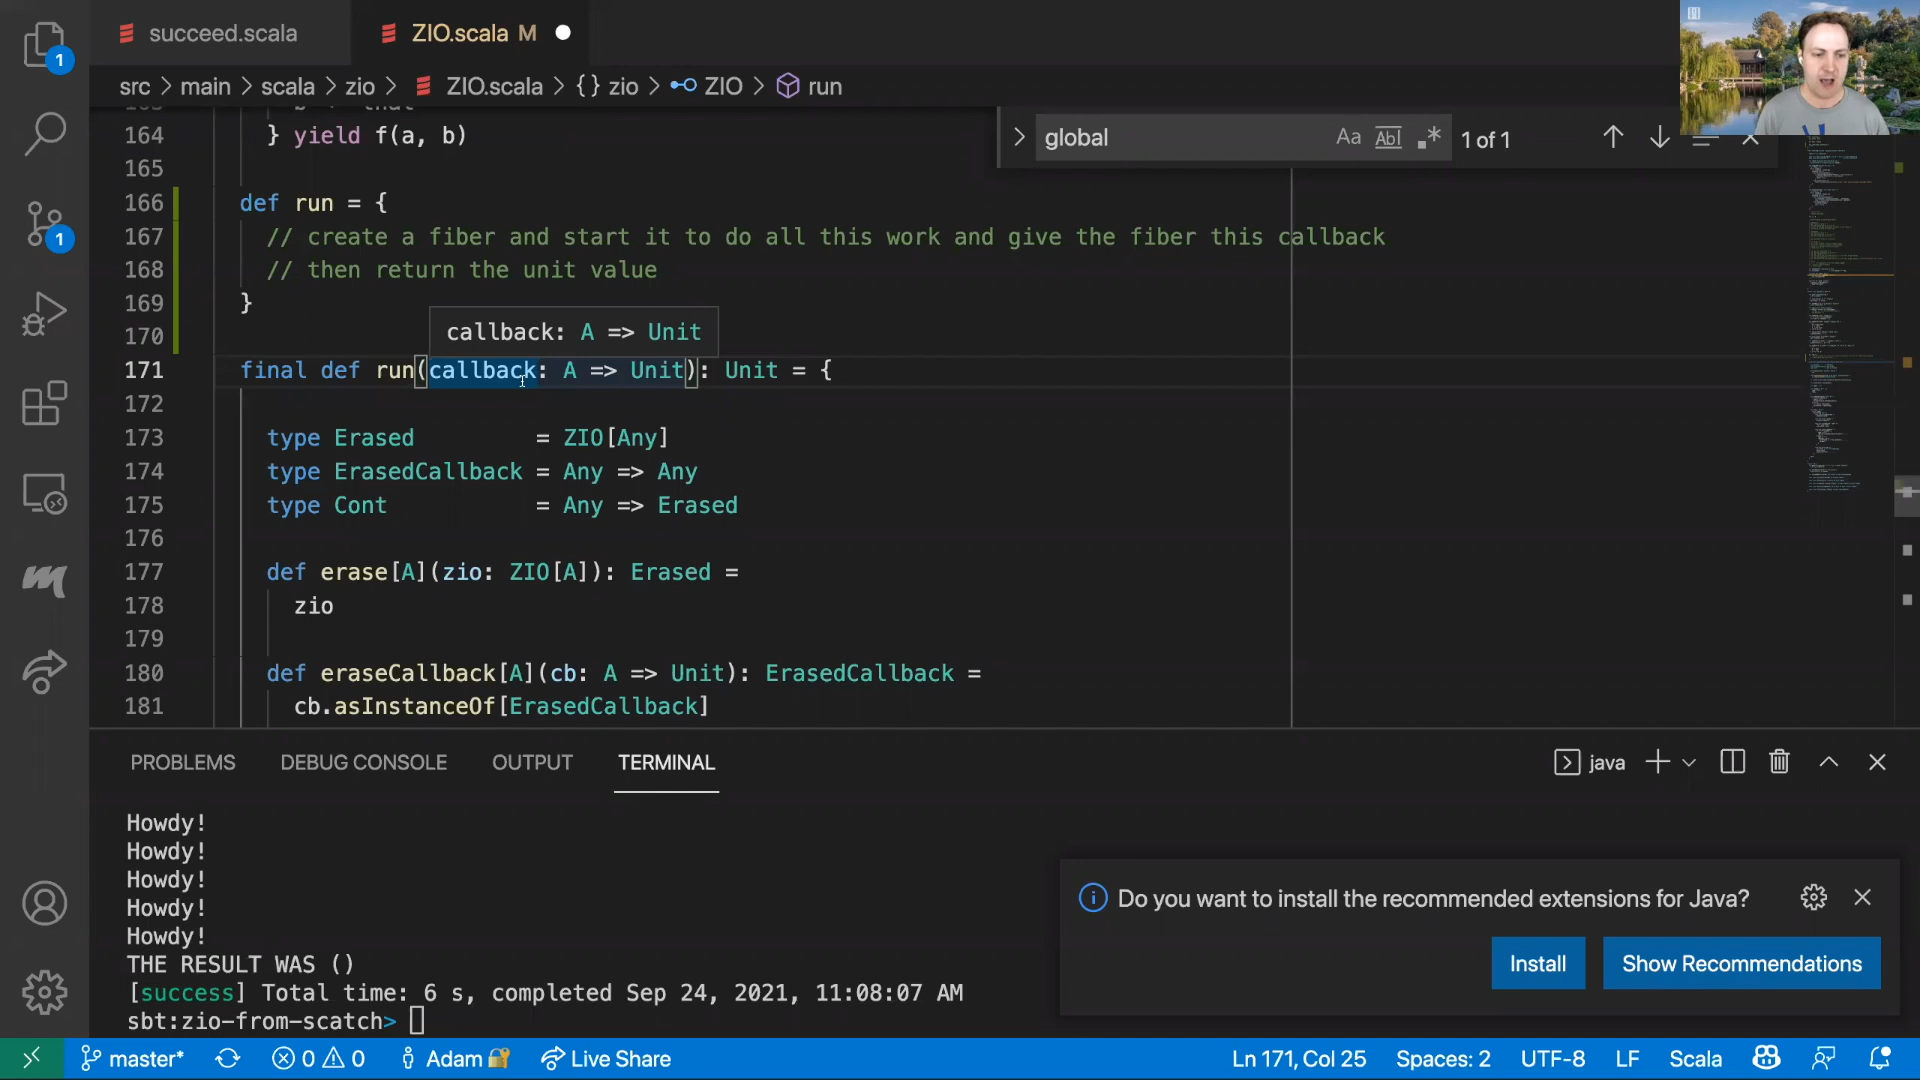 1
succeed.scala
ZIO.scala M
src > main > scala > zio > ZIO.scala > {} zio > ZIO > run
global
Aa Abl .*
1 of 1
164 } yield f(a, b)
165
166 def run = {
167 // create a fiber and start it to do all this work and give the fiber this callback
168 // then return the unit value
169 }
170
callback: A => Unit
171 final def run(callback: A => Unit): Unit = {
172
173 type Erased = ZIO[Any]
174 type ErasedCallback = Any => Any
175 type Cont = Any => Erased
176
177 def erase[A](zio: ZIO[A]): Erased =
178 zio
179
180 def eraseCallback[A](cb: A => Unit): ErasedCallback =
181 cb.asInstanceOf[ErasedCallback]
1
PROBLEMS DEBUG CONSOLE OUTPUT TERMINAL
java
Howdy!
Howdy!
Howdy!
Howdy!
Howdy!
THE RESULT WAS ()
[success] Total time: 6 s, completed Sep 24, 2021, 11:08:07 AM
sbt:zio-from-scatch>
Do you want to install the recommended extensions for Java?
Install
Show Recommendations
master* 0 0 Adam Live Share
Ln 171, Col 25 Spaces: 2 UTF-8 LF Scala